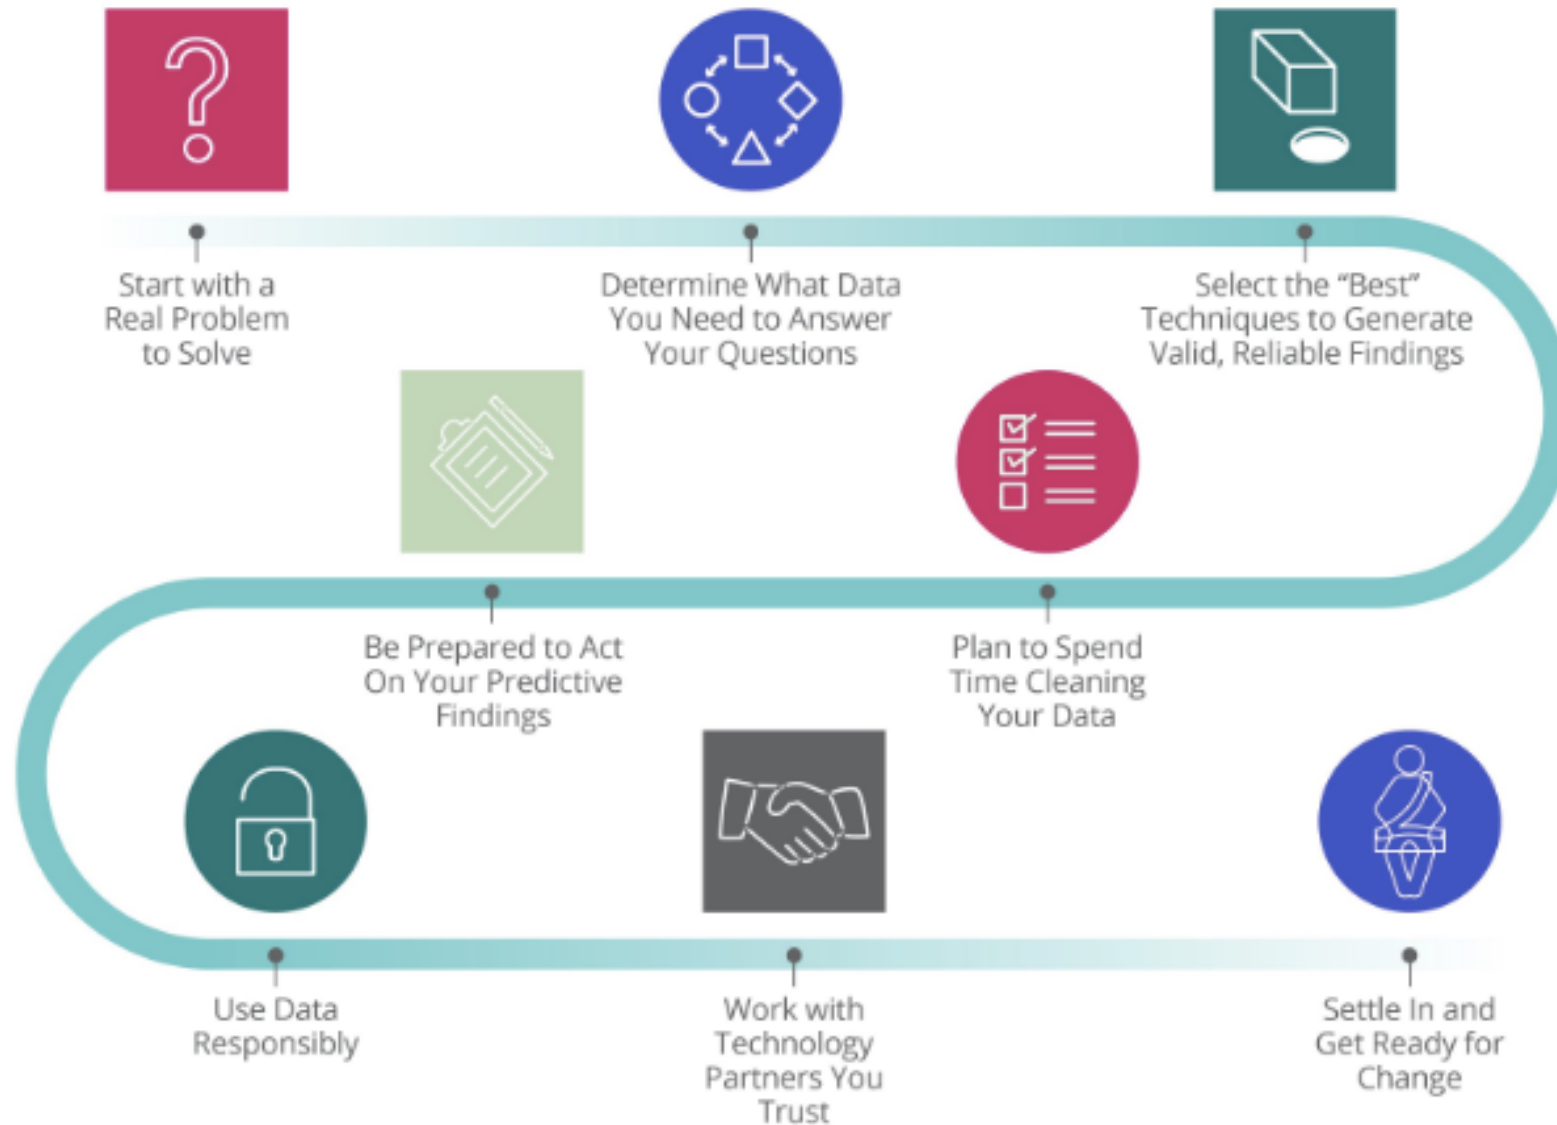 Start with a
Real Problem
to Solve
Determine What Data
You Need to Answer
Your Questions
Select the “Best”
Techniques to Generate
Valid, Reliable Findings
Plan to Spend
Time Cleaning
Your Data
Be Prepared to Act
On Your Predictive
Findings
Use Data
Responsibly
Work with
Technology
Partners You
Trust
Settle In and
Get Ready for
Change